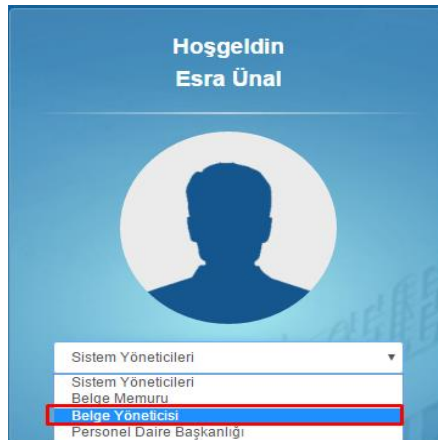 Hoşgeldin
Esra Ünal
Sistem Yöneticileri
Sistem Yöneticileri
Belge Memuru
Belge Yöneticisi
Personel Daire Başkanlığı